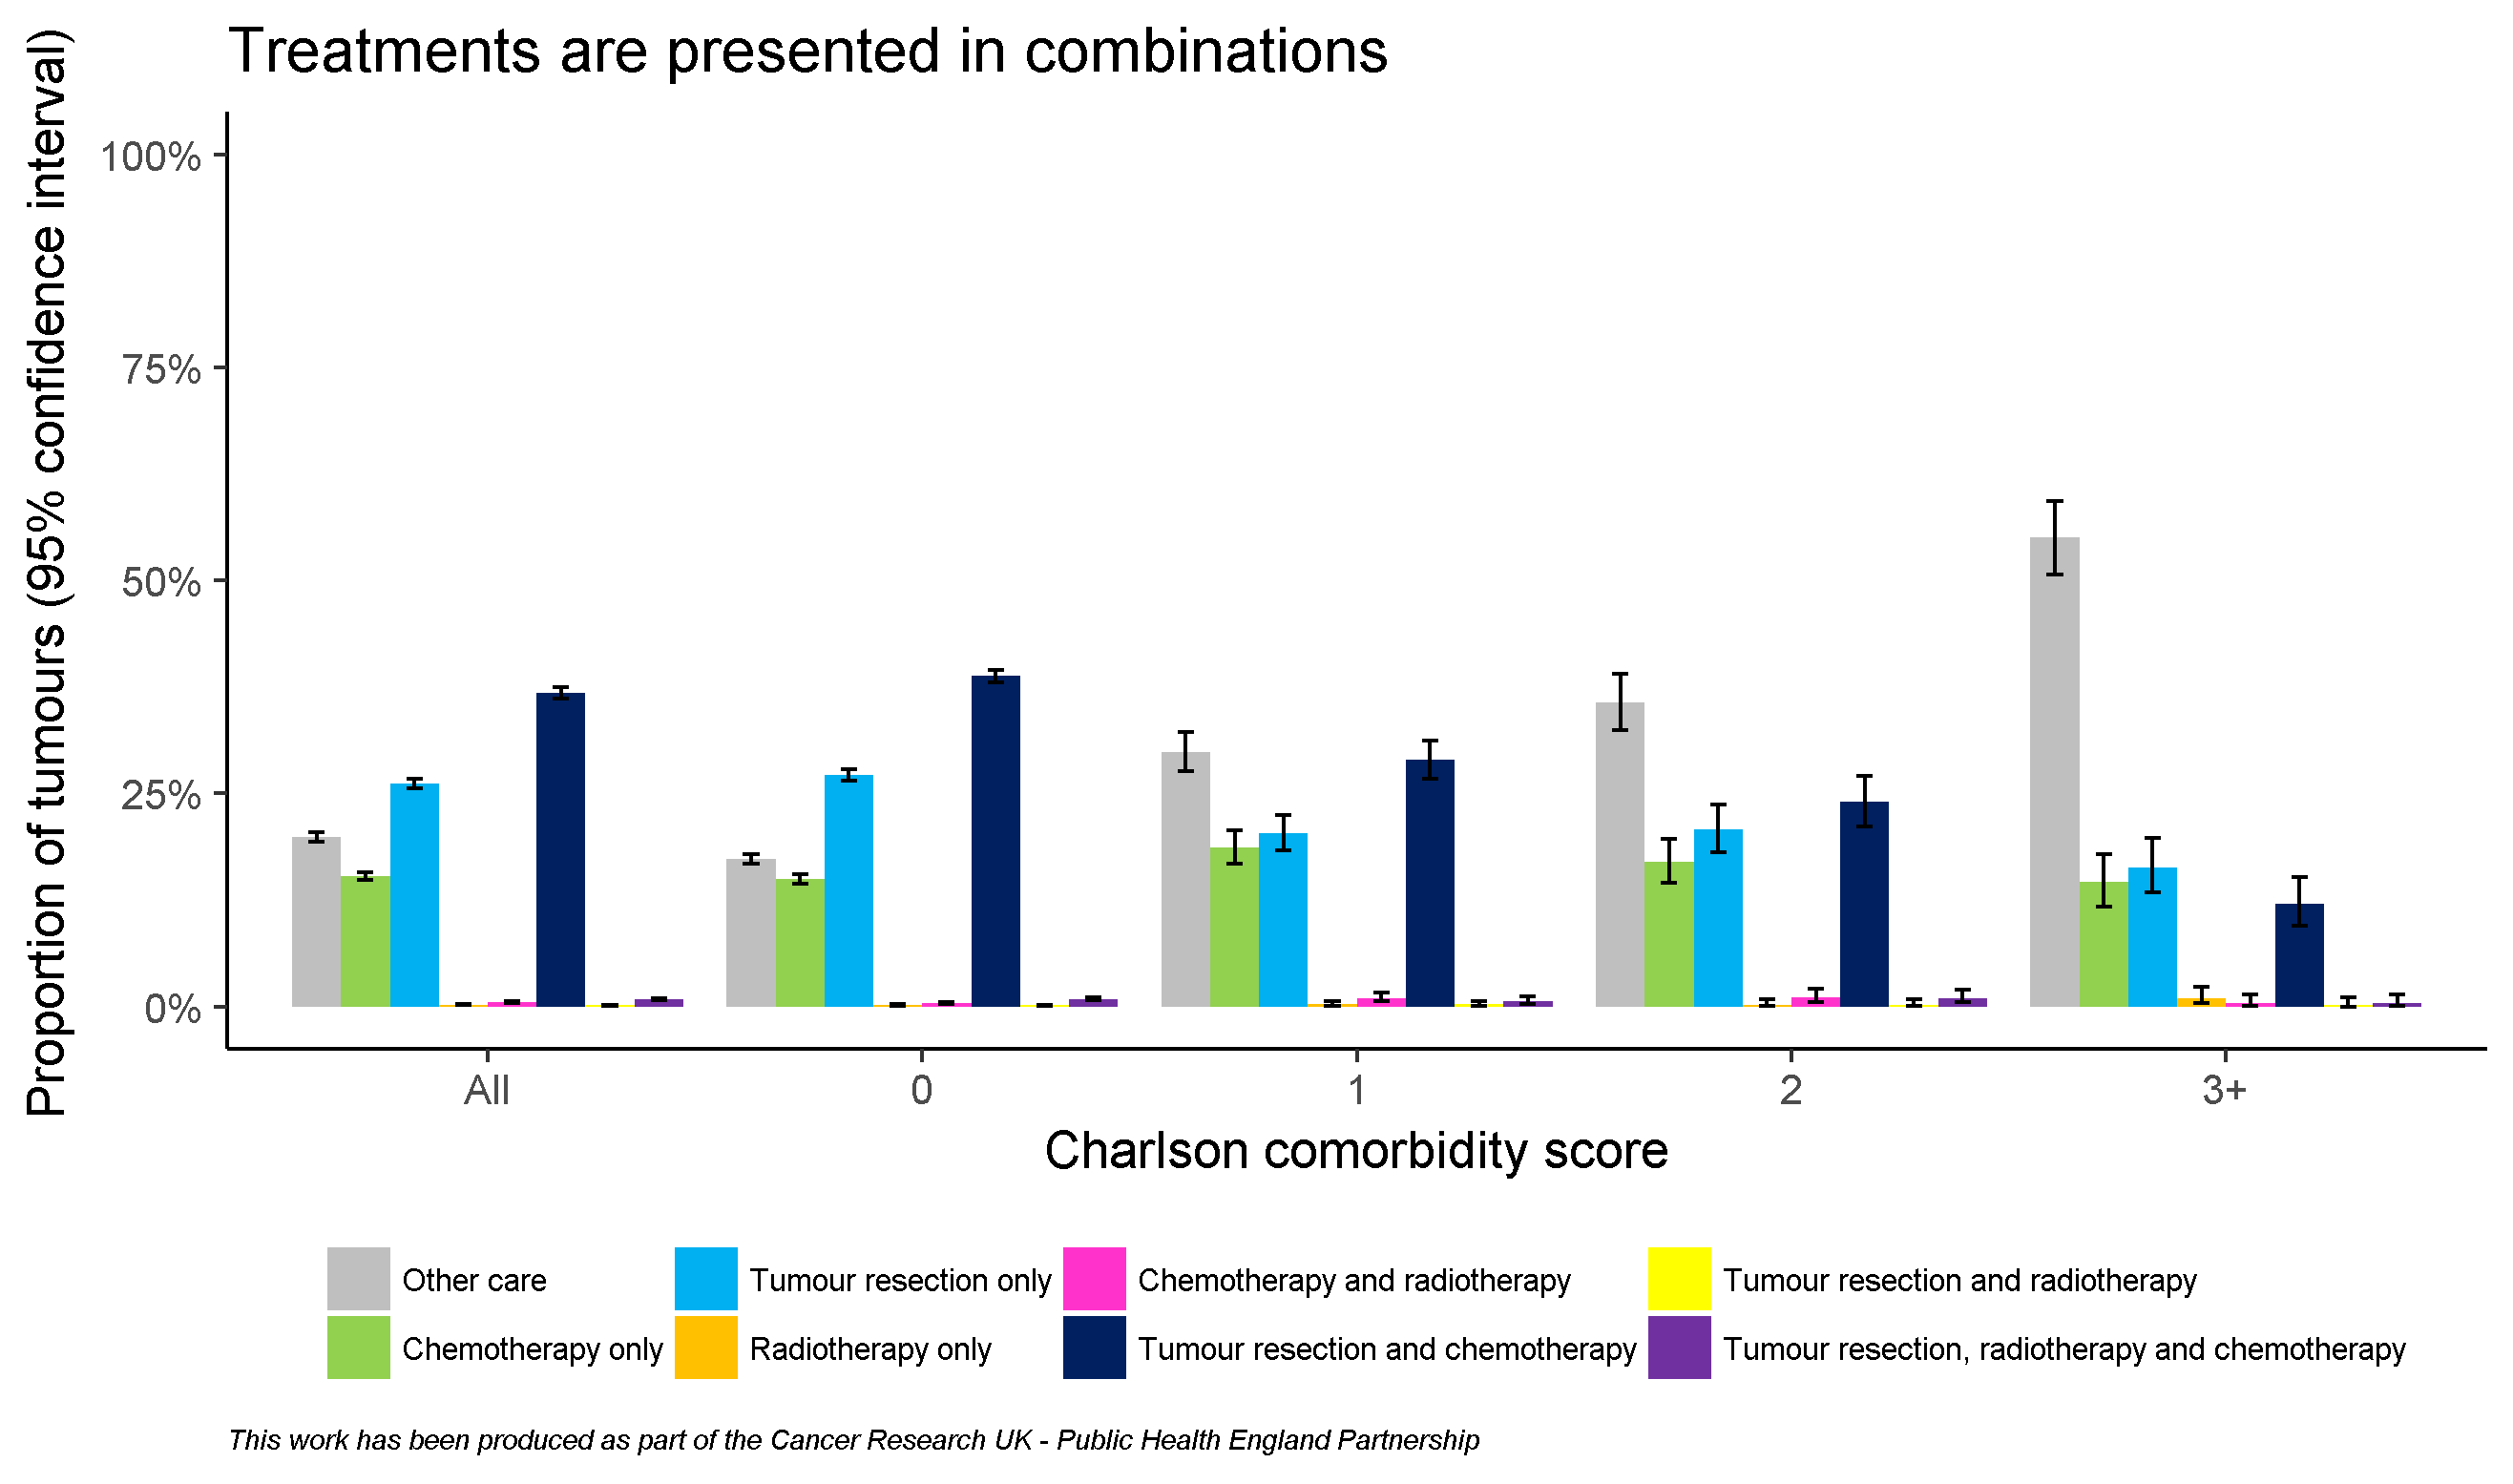 Treatments are presented in combinations
Proportion of tumours (95% confidence interval)
100%
75%
50%
25%
0%
All 0 1 2 3+
Charlson comorbidity score
Other care Tumour resection only Chemotherapy and radiotherapy Tumour resection and radiotherapy
Chemotherapy only Radiotherapy only Tumour resection and chemotherapy Tumour resection, radiotherapy and chemotherapy
This work has been produced as part of the Cancer Research UK - Public Health England Partnership